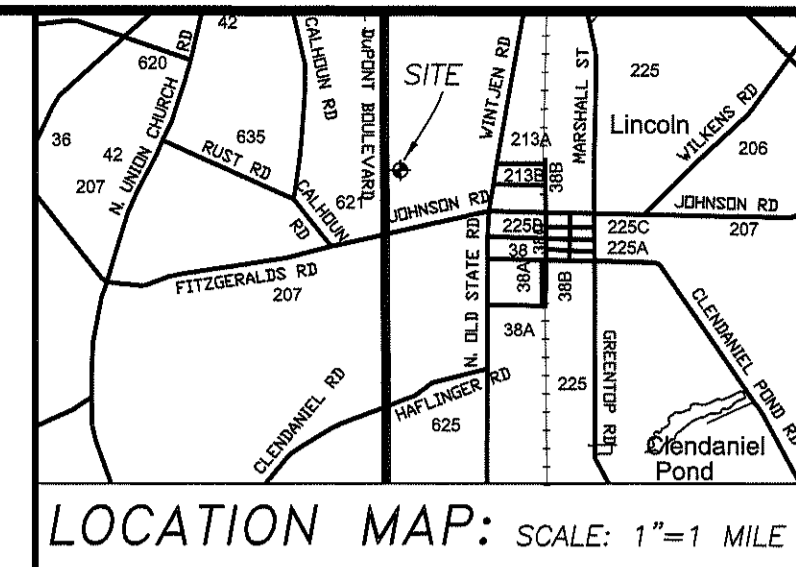 42
620
N. UNION CHURCH RD
CALHOUN RD
DuPONT BOULEVARD
SITE
WINTJEN RD
MARSHALL ST
225
36
42
207
635
RUST RD
CALHOUN RD
621
213A
213B
38B
Lincoln
WILKENS RD
206
JOHNSON RD
JOHNSON RD
207
225B
225C
38
225A
FITZGERALDS RD
207
N. OLD STATE RD
38A
38B
38A
CLENDANIEL POND RD
GREENTOP RD
225
CLENDANIEL RD
HAFLINGER RD
625
Clendaniel
Pond
LOCATION MAP: SCALE: 1"=1 MILE